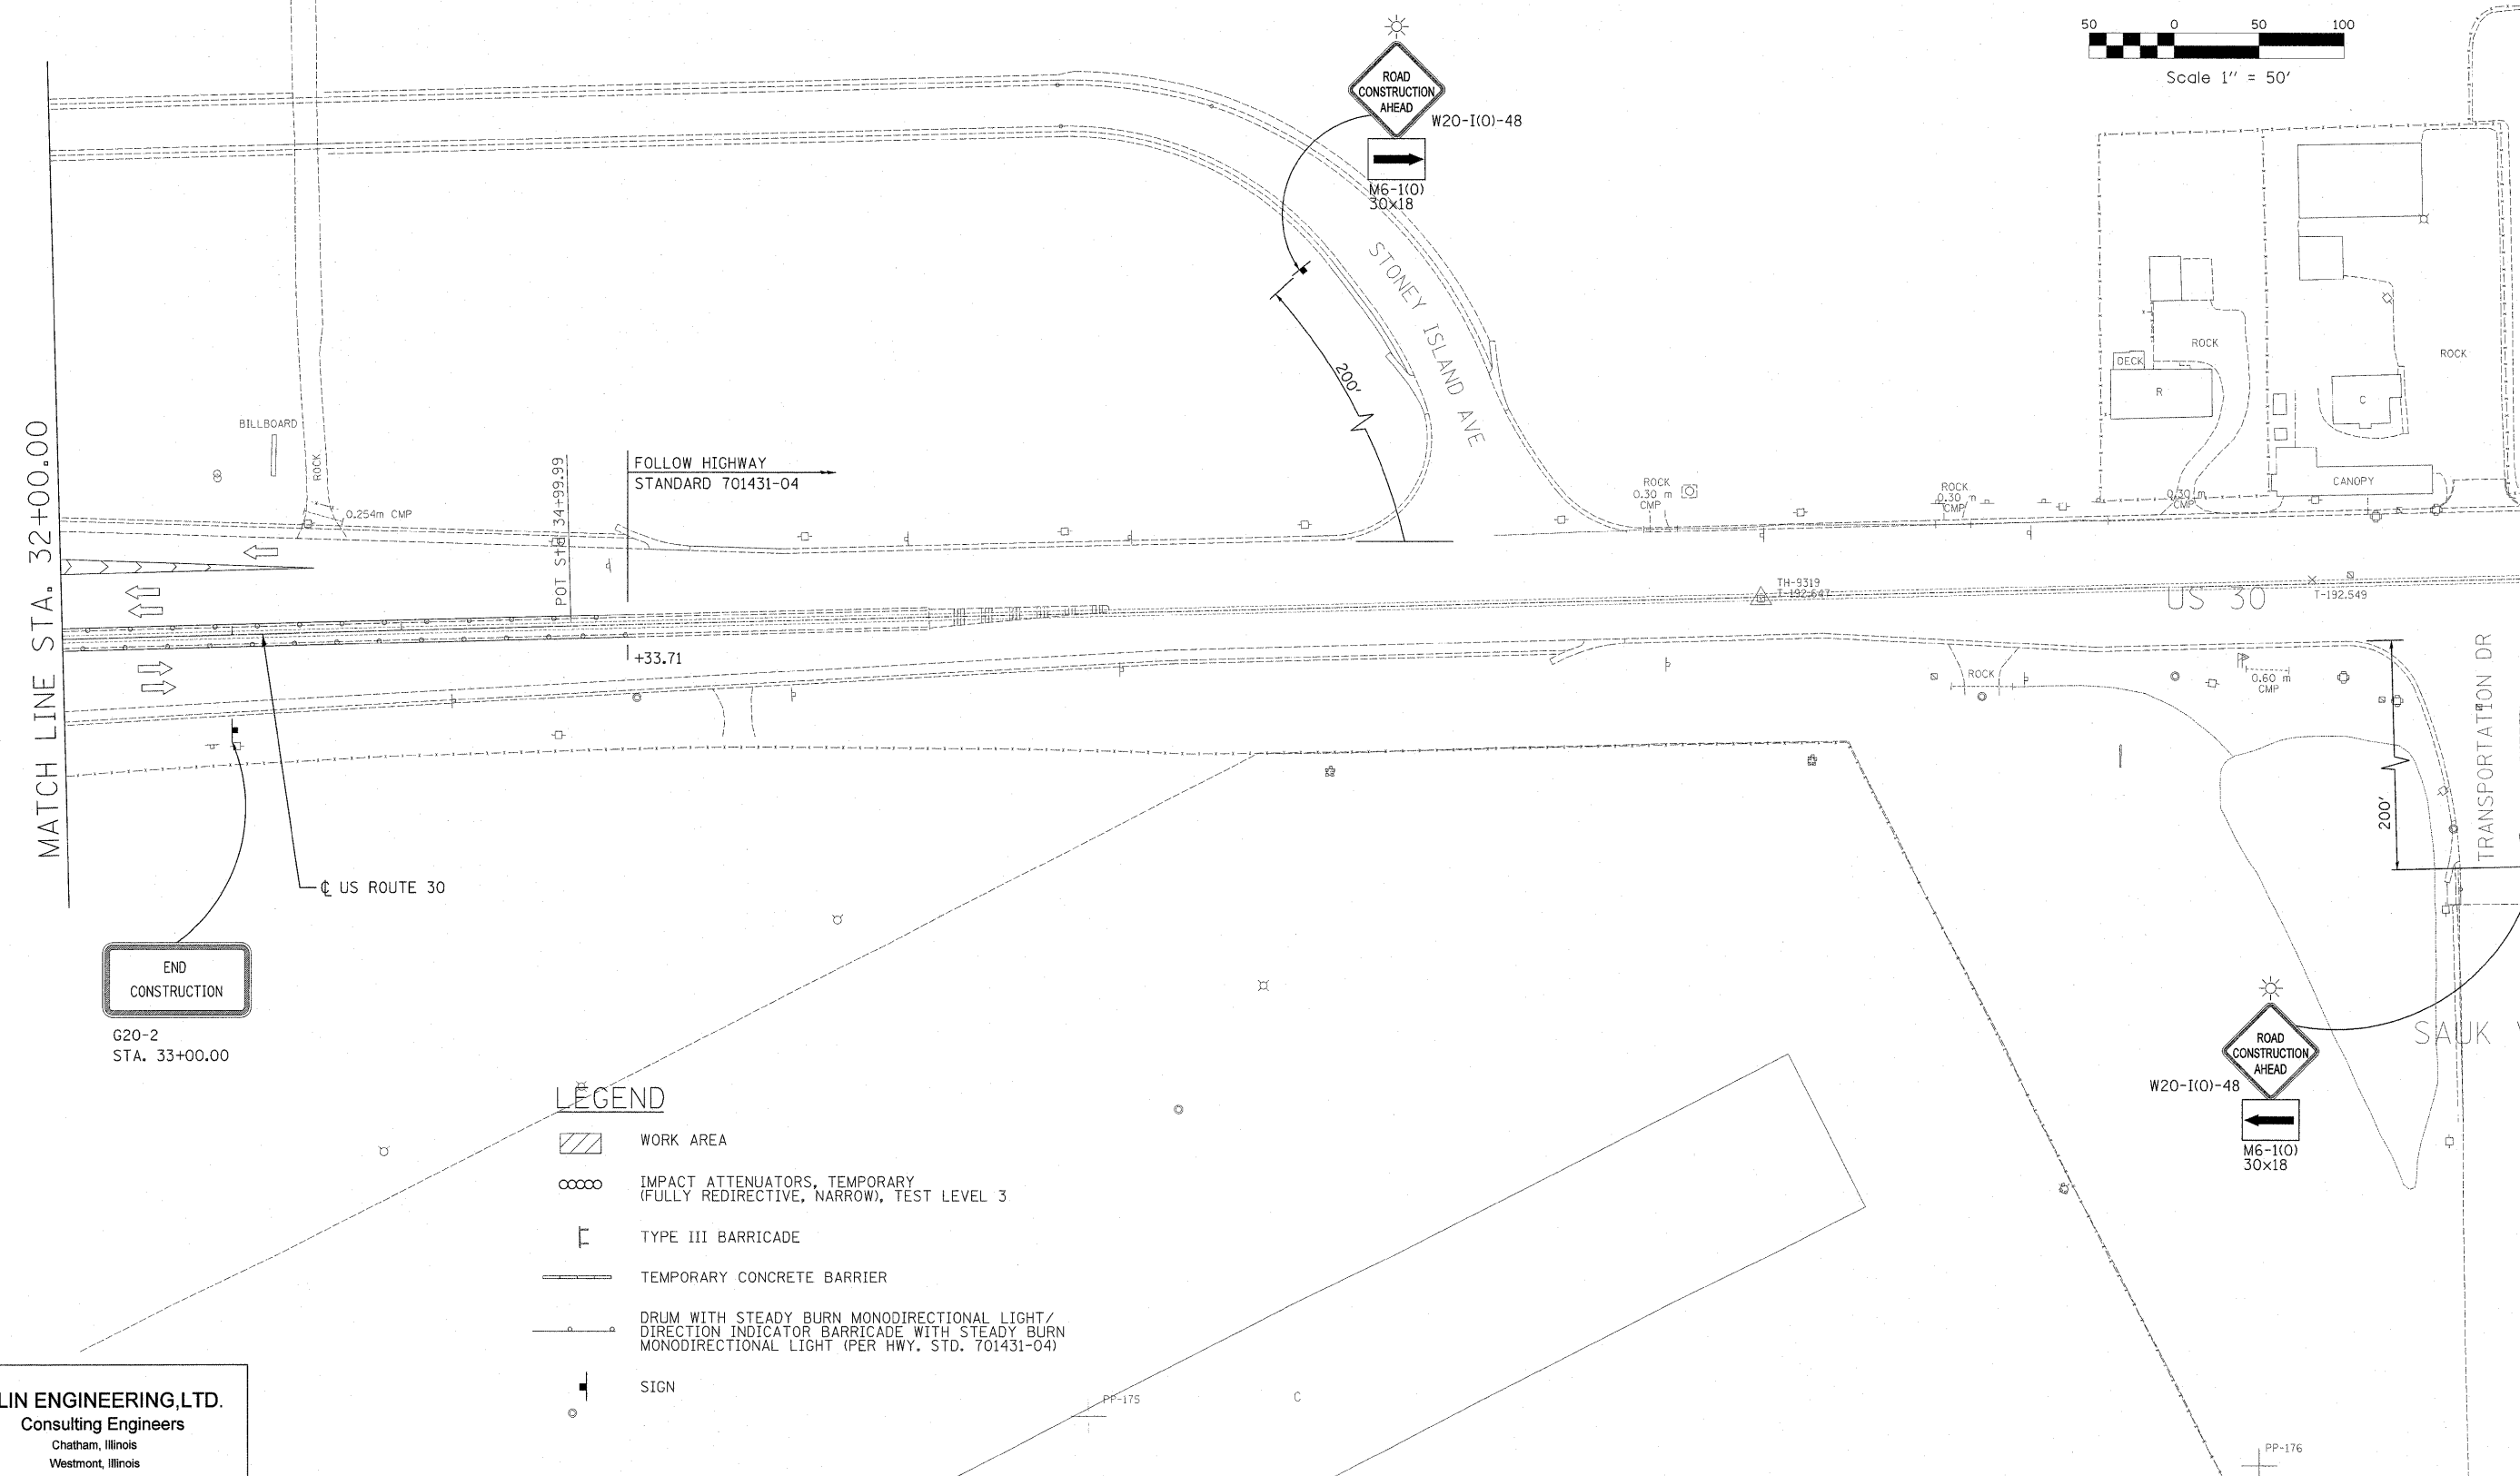 50 0 50 100
Scale 1" = 50'
ROAD
CONSTRUCTION
AHEAD
W20-I(O)-48
M6-1(O)
30x18
STONEY ISLAND AVE
200'
MATCH LINE STA. 32+00.00
BILLBOARD
ROCK
0.254m CMP
FOLLOW HIGHWAY
STANDARD 701431-04
+33.71
ROCK
0.30 m
CMP
ROCK
0.30 m
CMP
0.30 m
CMP
DECK
R
ROCK
C
CANOPY
ROCK
TH-9319
US 30
T-192.549
ROCK
0.60 m
CMP
200'
TRANSPORTATION DR
℄ US ROUTE 30
END
CONSTRUCTION
G20-2
STA. 33+00.00
ROAD
CONSTRUCTION
AHEAD
W20-I(O)-48
M6-1(O)
30x18
SAUK
LEGEND
WORK AREA
IMPACT ATTENUATORS, TEMPORARY
(FULLY REDIRECTIVE, NARROW), TEST LEVEL 3
TYPE III BARRICADE
TEMPORARY CONCRETE BARRIER
DRUM WITH STEADY BURN MONODIRECTIONAL LIGHT/
DIRECTION INDICATOR BARRICADE WITH STEADY BURN
MONODIRECTIONAL LIGHT (PER HWY. STD. 701431-04)
SIGN
PP-175
C
PP-176
LIN ENGINEERING,LTD.
Consulting Engineers
Chatham, Illinois
Westmont, Illinois